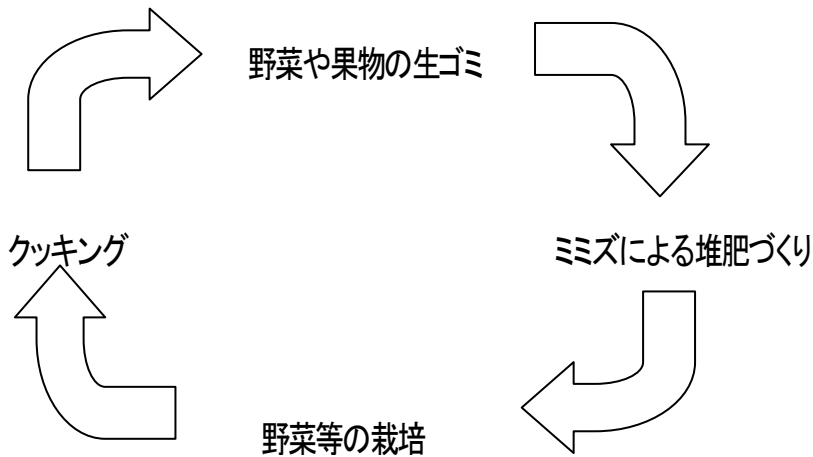 野菜や果物の生ゴミ
クッキング
ミミズによる堆肥づくり
野菜等の栽培